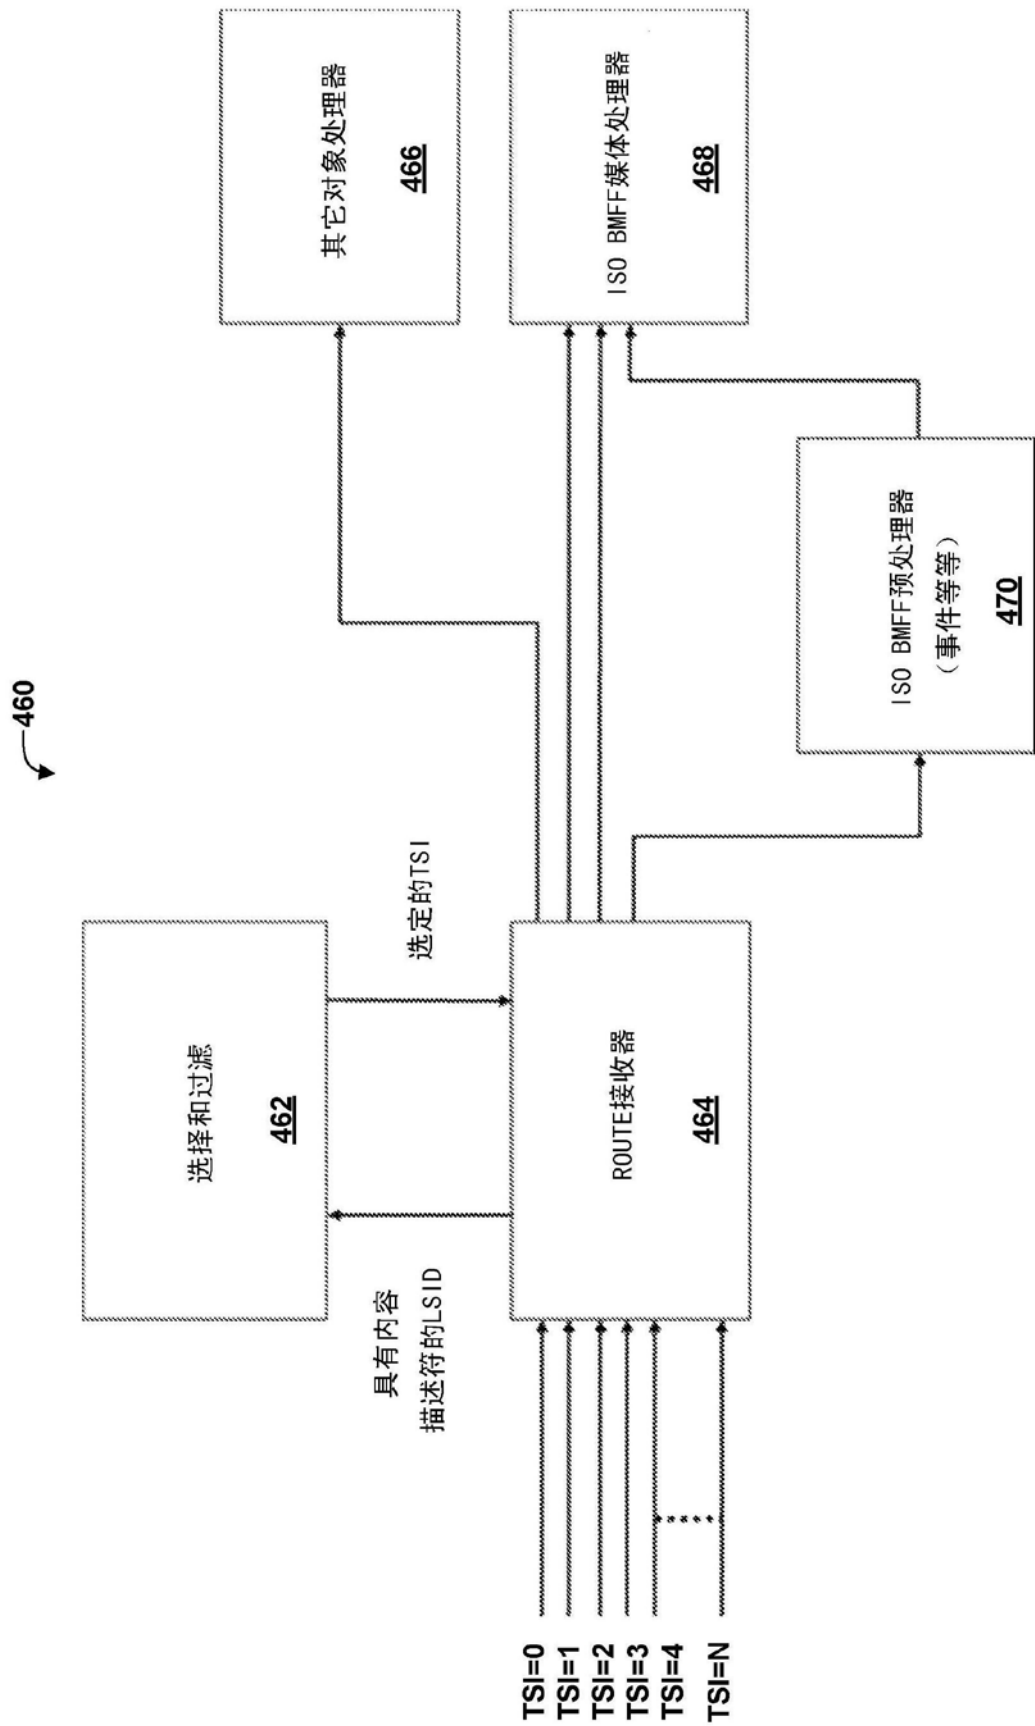 460
选择和过滤
462
具有内容
描述符的LSID
选定的TSI
ROUTE接收器
464
TSI=0
TSI=1
TSI=2
TSI=3
TSI=4
TSI=N
其它对象处理器
466
ISO BMFF媒体处理器
468
ISO BMFF预处理器
(事件等等)
470